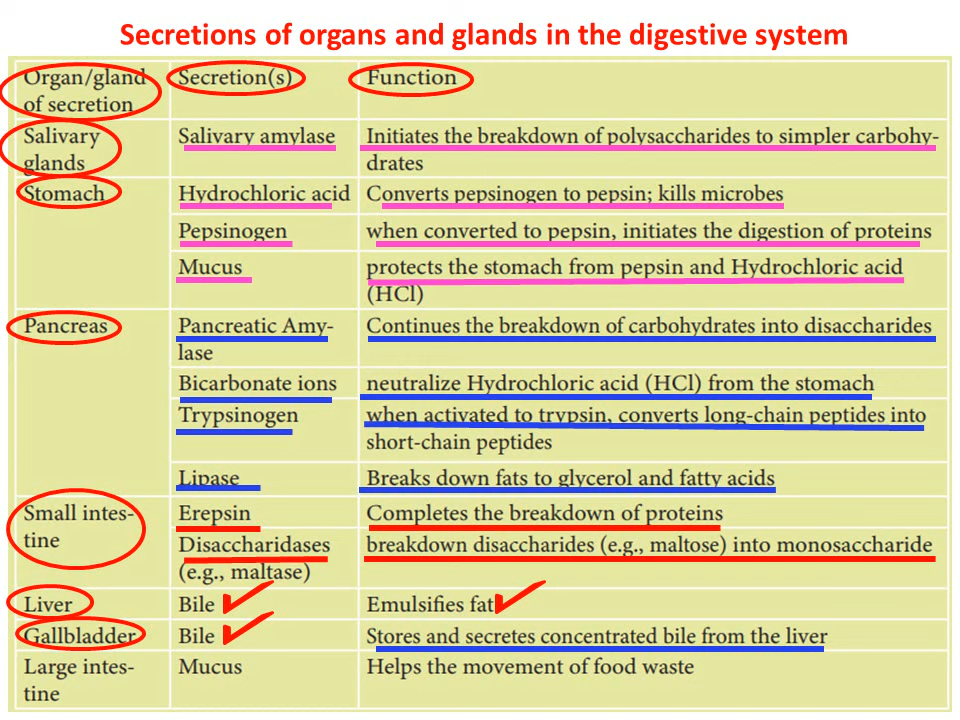 Secretions of organs and glands in the digestive system
Organ/gland of secretion Secretion(s) Function
Salivary glands Salivary amylase Initiates the breakdown of polysaccharides to simpler carbohy-
drates
Stomach Hydrochloric acid Converts pepsinogen to pepsin; kills microbes
Pepsinogen when converted to pepsin, initiates the digestion of proteins
Mucus protects the stomach from pepsin and Hydrochloric acid
(HCl)
Pancreas Pancreatic Amy-
lase Continues the breakdown of carbohydrates into disaccharides
Bicarbonate ions neutralize Hydrochloric acid (HCl) from the stomach
Trypsinogen when activated to trypsin, converts long-chain peptides into
short-chain peptides
Lipase Breaks down fats to glycerol and fatty acids
Small intes-
tine Erepsin Completes the breakdown of proteins
Disaccharidases
(e.g., maltase) breakdown disaccharides (e.g., maltose) into monosaccharide
Liver Bile Emulsifies fat
Gallbladder Bile Stores and secretes concentrated bile from the liver
Large intes-
tine Mucus Helps the movement of food waste